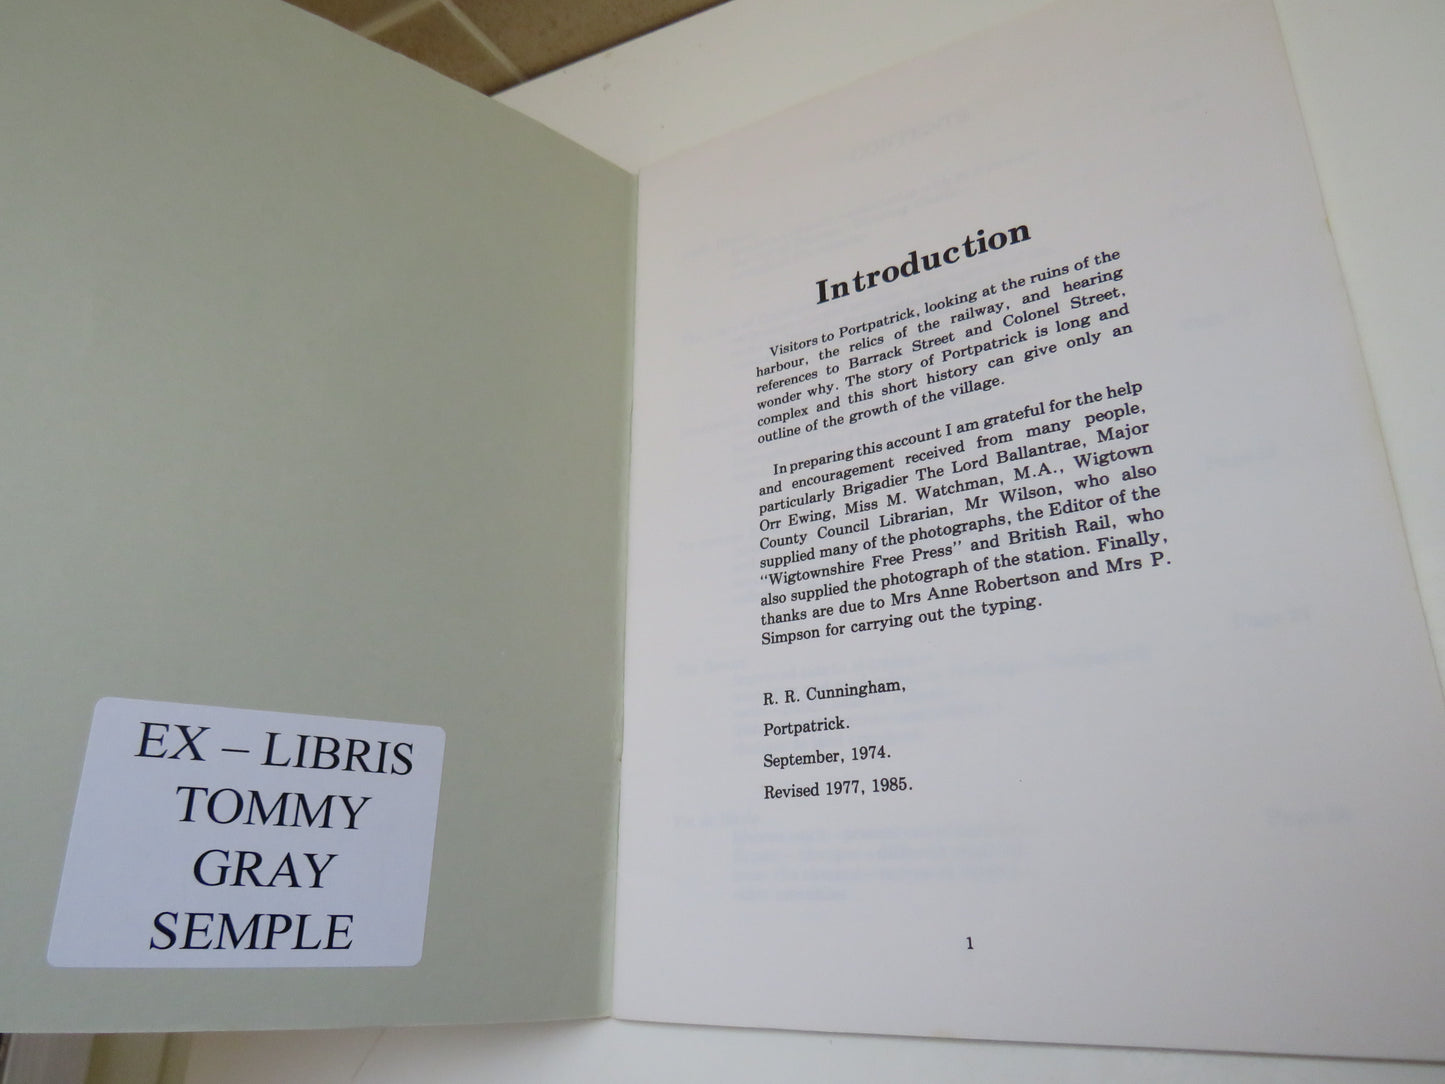 EX – LIBRIS
TOMMY
GRAY
SEMPLE
Introduction
Visitors to Portpatrick, looking at the ruins of the
harbour, the relics of the railway, and hearing
references to Barrack Street and Colonel Street,
wonder why. The story of Portpatrick is long and
complex and this short history can give only an
outline of the growth of the village.
In preparing this account I am grateful for the help
and encouragement received from many people,
particularly Brigadier The Lord Ballantrae, Major
Orr Ewing, Miss M. Watchman, M.A., Wigtown
County Council Librarian, Mr Wilson, who also
supplied many of the photographs, the Editor of the
“Wigtownshire Free Press” and British Rail, who
also supplied the photograph of the station. Finally,
thanks are due to Mrs Anne Robertson and Mrs P.
Simpson for carrying out the typing.
R. R. Cunningham,
Portpatrick.
September, 1974.
Revised 1977, 1985.
1